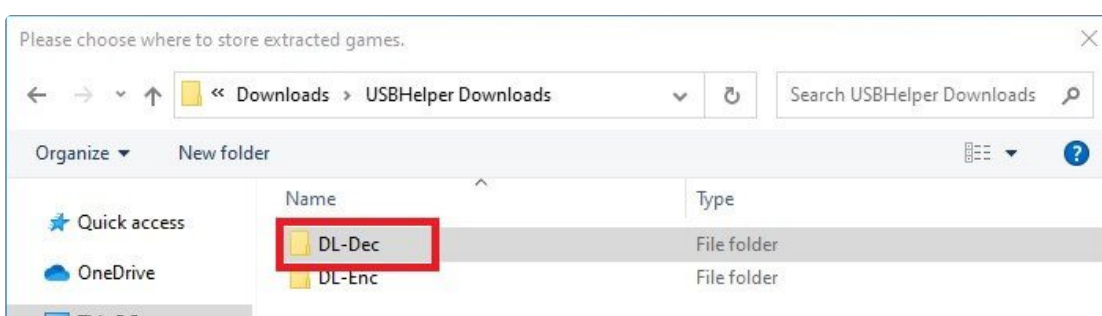 Please choose where to store extracted games.
« Downloads › USBHelper Downloads
Search USBHelper Downloads
Organize New folder
?
Name Type
Quick access
DL-Dec File folder
OneDrive
DL-Enc File folder